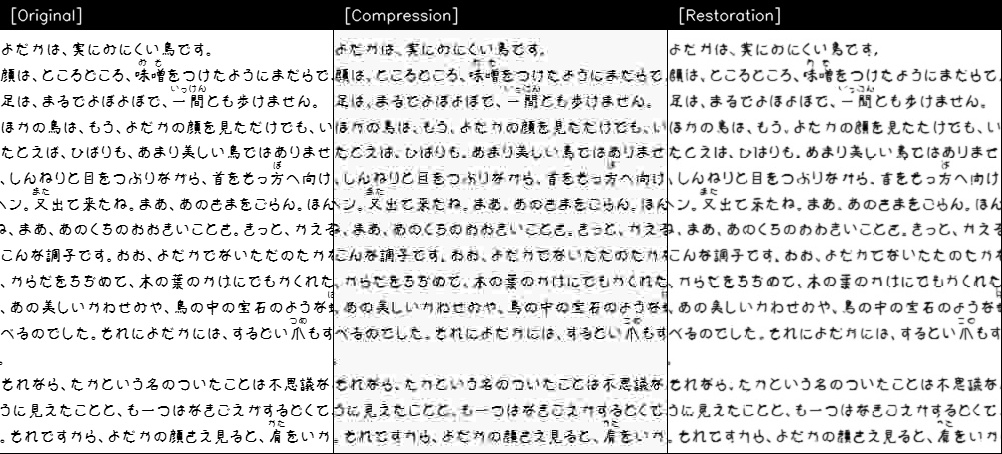 [Original]
よだかは、実にみにくい鳥です。
顔は、ところどころ、味噌をつけたようにまだらで
いっけん
足は、まるでよぼよぼで、一間とも歩けません。
ほかの鳥は、もう、よだかの顔を見ただけでも、い
たとえば、ひばりも、あまり美しい鳥ではありませ
ぽ
、しんねりと目をつぶりながら、首をそっ方へ向け
また
ン。又出て来たね。まあ、あのざまをごらん。ほん
、まあ、あのくちのおおきいことさ。きっと、かえる
こんな調子です。おお、よだかでないただのたか
、からだをちぢめて、木の葉のかげにでもかくれた
、あの美しいかわせみや、鳥の中の宝石のような
つめ
べるのでした。それによだかには、するどい爪もす
。
それなら、たかという名のついたことは不思議な
うに見えたことと、も一つはなきごえがするどくて
かた
。それですから、よだかの顔さえ見ると、肩をいか
[Compression]
よだかは、実にみにくい鳥です。
顔は、ところどころ、味噌をつけたようにまだらで
足は、まるでよぼよぼで、一間とも歩けません。
ほかの鳥は、もう、よだかの顔を見ただけでも、い
たとえば、ひばりも、あまり美しい鳥ではありませ
、しんねりと目をつぶりながら、首をそっ方へ向け
また
ン。又出て来たね。まあ、あのざまをごらん。ほん
、まあ、あのくちのおおきいことさ。きっと、かえる
こんな調子です。おお、よだかでないただのたか
、からだをちぢめて、木の葉のかげにでもかくれた
、あの美しいかわせみや、鳥の中の宝石のような
べるのでした。それによだかには、するどい爪もす
。
それなら、たかという名のついたことは不思議な
うに見えたことと、も一つはなきごえがするどくて
かた
。それですから、よだかの顔さえ見ると、肩をいか
[Restoration]
よだかは、実にみにくい鳥です。
顔は、ところどころ、味噌をつけたようにまだらで
足は、まるでよぼよぼで、一間とも歩けません。
ほかの鳥は、もう、よだかの顔を見たたけでも、い
たとえば、ひばりも、あまり美しい鳥ではありませ
、しんねりと目をつぶりながら、首をそっ方へ向け
また
ン。又出て来たね。まあ、あのさまをごらん。ほん
、まあ、あのくちのおおきいことさ。きっと、かえる
こんな調子です。おお、よだかでないたたのたか
、からだをちぢめて、木の葉のかげにでもかくれた
、あの美しいかわせみや、鳥の中の宝石のような
べるのでした。それによだかには、するどい爪もす
それなら、たかという名のついたことは不思議な
うに見えたことと、も一つはなきごえがするどくて
かた
。それですから、よだかの顔さえ見ると、肩をいか